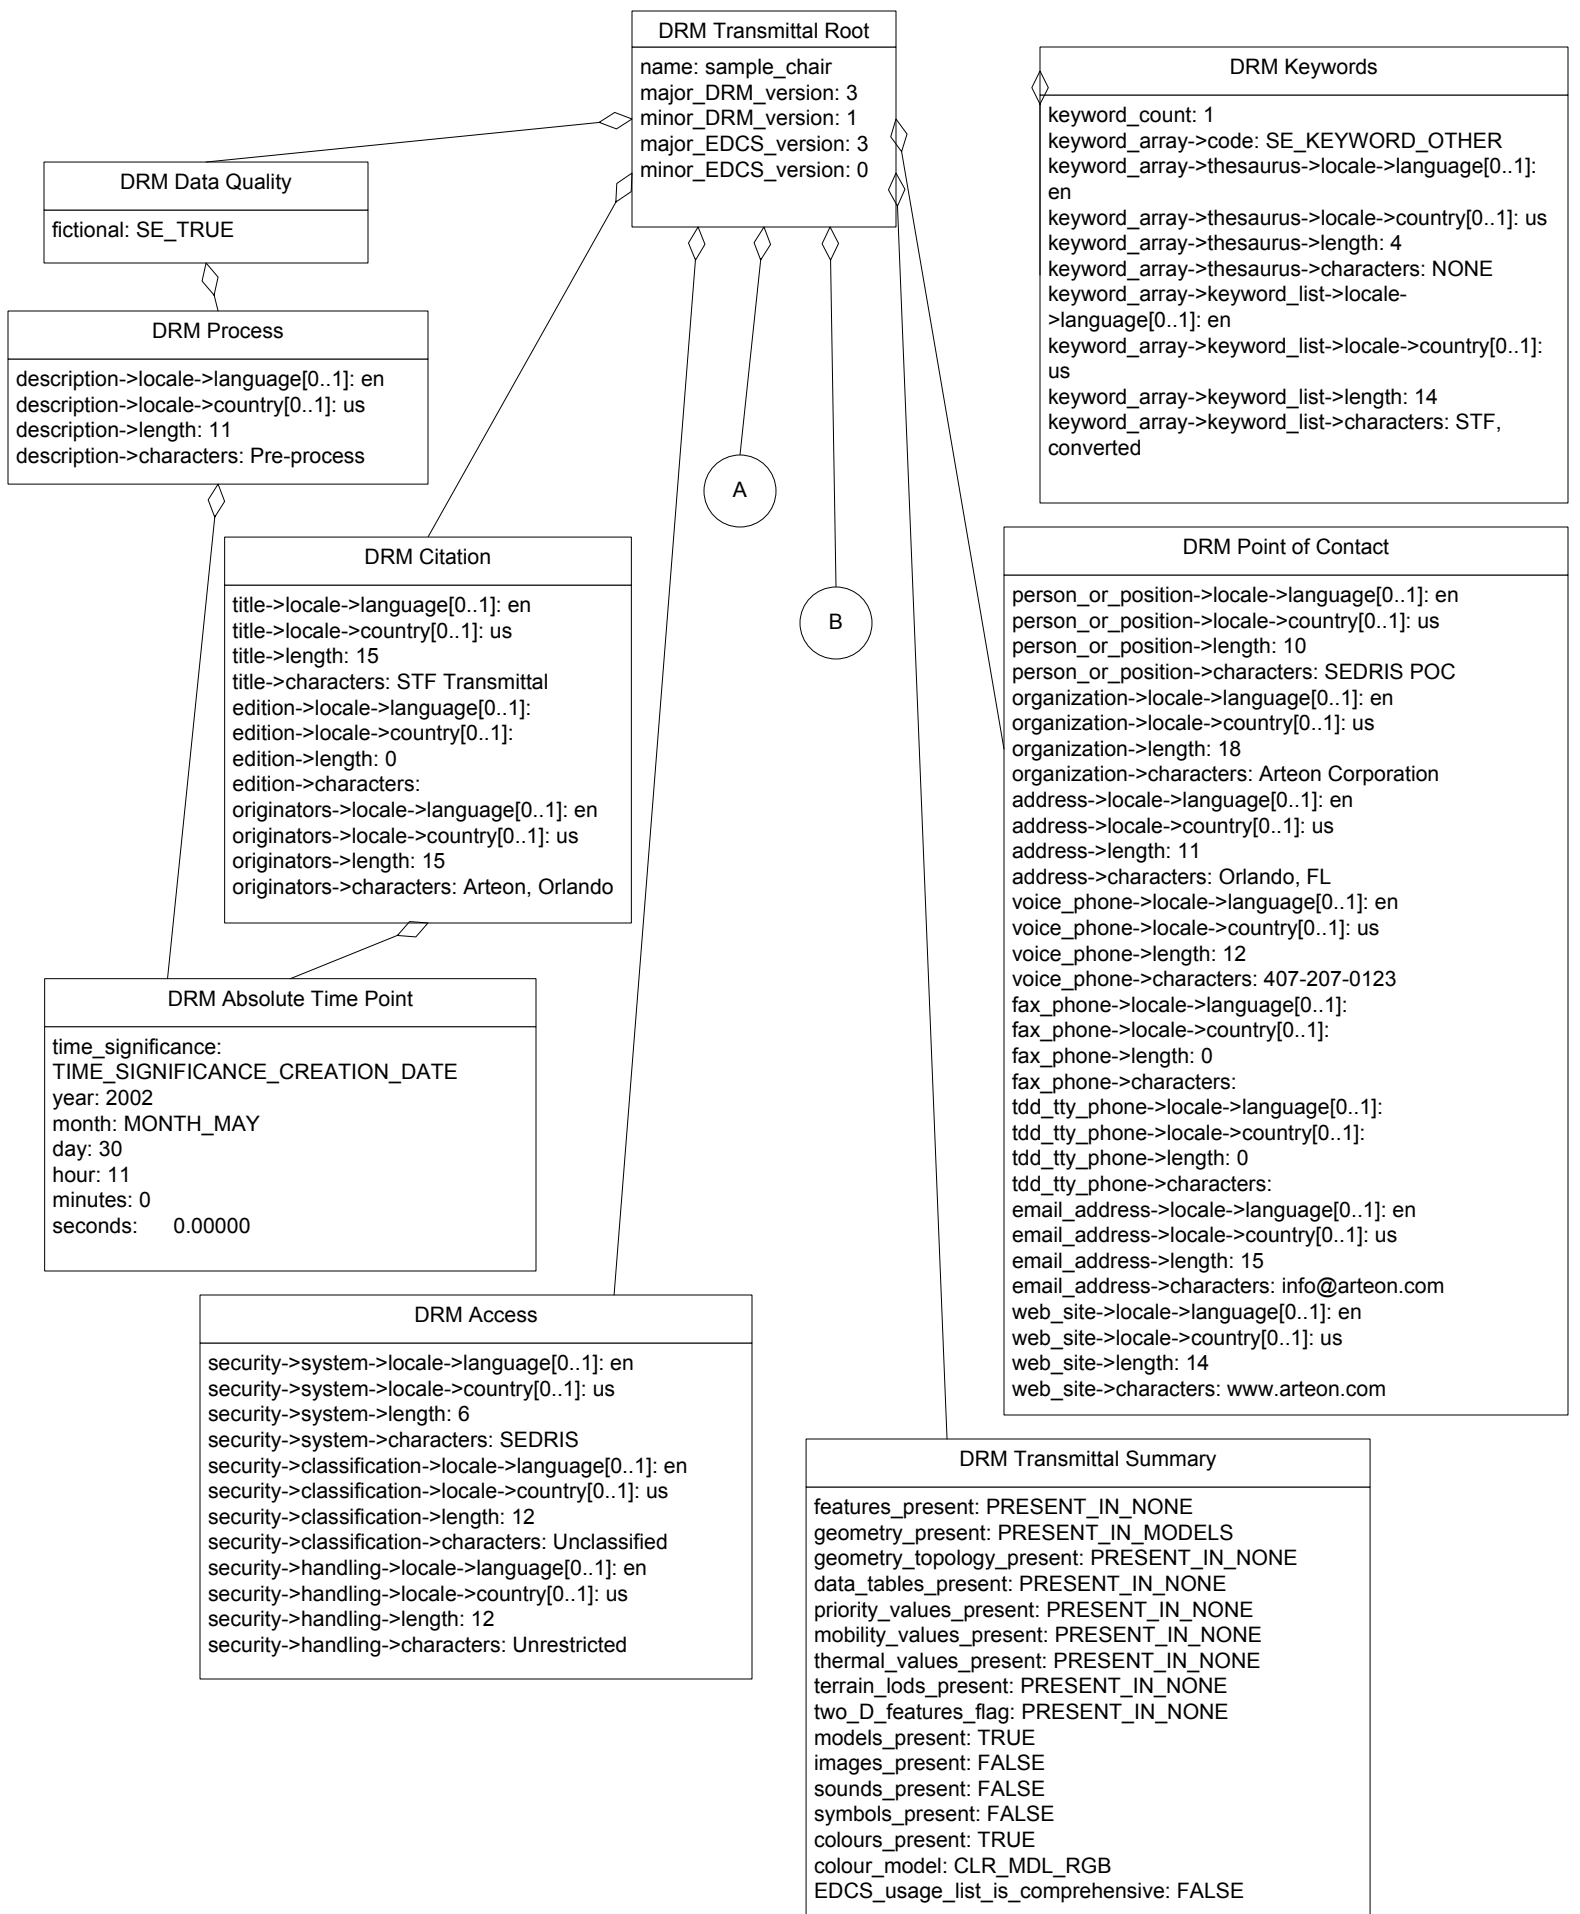 DRM Transmittal Root
name: sample_chair
major_DRM_version: 3
minor_DRM_version: 1
major_EDCS_version: 3
minor_EDCS_version: 0
DRM Keywords
keyword_count: 1
keyword_array->code: SE_KEYWORD_OTHER
keyword_array->thesaurus->locale->language[0..1]:
en
keyword_array->thesaurus->locale->country[0..1]: us
keyword_array->thesaurus->length: 4
keyword_array->thesaurus->characters: NONE
keyword_array->keyword_list->locale-
>language[0..1]: en
keyword_array->keyword_list->locale->country[0..1]:
us
keyword_array->keyword_list->length: 14
keyword_array->keyword_list->characters: STF,
converted
DRM Data Quality
fictional: SE_TRUE
DRM Process
description->locale->language[0..1]: en
description->locale->country[0..1]: us
description->length: 11
description->characters: Pre-process
A
B
DRM Citation
title->locale->language[0..1]: en
title->locale->country[0..1]: us
title->length: 15
title->characters: STF Transmittal
edition->locale->language[0..1]:
edition->locale->country[0..1]:
edition->length: 0
edition->characters:
originators->locale->language[0..1]: en
originators->locale->country[0..1]: us
originators->length: 15
originators->characters: Arteon, Orlando
DRM Point of Contact
person_or_position->locale->language[0..1]: en
person_or_position->locale->country[0..1]: us
person_or_position->length: 10
person_or_position->characters: SEDRIS POC
organization->locale->language[0..1]: en
organization->locale->country[0..1]: us
organization->length: 18
organization->characters: Arteon Corporation
address->locale->language[0..1]: en
address->locale->country[0..1]: us
address->length: 11
address->characters: Orlando, FL
voice_phone->locale->language[0..1]: en
voice_phone->locale->country[0..1]: us
voice_phone->length: 12
voice_phone->characters: 407-207-0123
fax_phone->locale->language[0..1]:
fax_phone->locale->country[0..1]:
fax_phone->length: 0
fax_phone->characters:
tdd_tty_phone->locale->language[0..1]:
tdd_tty_phone->locale->country[0..1]:
tdd_tty_phone->length: 0
tdd_tty_phone->characters:
email_address->locale->language[0..1]: en
email_address->locale->country[0..1]: us
email_address->length: 15
email_address->characters: info@arteon.com
web_site->locale->language[0..1]: en
web_site->locale->country[0..1]: us
web_site->length: 14
web_site->characters: www.arteon.com
DRM Absolute Time Point
time_significance:
TIME_SIGNIFICANCE_CREATION_DATE
year: 2002
month: MONTH_MAY
day: 30
hour: 11
minutes: 0
seconds: 0.00000
DRM Access
security->system->locale->language[0..1]: en
security->system->locale->country[0..1]: us
security->system->length: 6
security->system->characters: SEDRIS
security->classification->locale->language[0..1]: en
security->classification->locale->country[0..1]: us
security->classification->length: 12
security->classification->characters: Unclassified
security->handling->locale->language[0..1]: en
security->handling->locale->country[0..1]: us
security->handling->length: 12
security->handling->characters: Unrestricted
DRM Transmittal Summary
features_present: PRESENT_IN_NONE
geometry_present: PRESENT_IN_MODELS
geometry_topology_present: PRESENT_IN_NONE
data_tables_present: PRESENT_IN_NONE
priority_values_present: PRESENT_IN_NONE
mobility_values_present: PRESENT_IN_NONE
thermal_values_present: PRESENT_IN_NONE
terrain_lods_present: PRESENT_IN_NONE
two_D_features_flag: PRESENT_IN_NONE
models_present: TRUE
images_present: FALSE
sounds_present: FALSE
symbols_present: FALSE
colours_present: TRUE
colour_model: CLR_MDL_RGB
EDCS_usage_list_is_comprehensive: FALSE